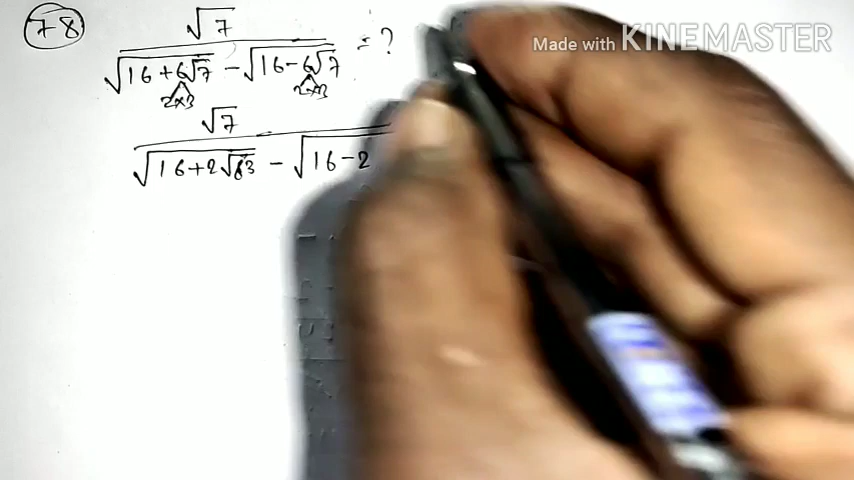 78 √7
√16+6√7 - √16-6√7 = ?
2×3 2×3
√7
√16+2√63 - √16-2
Made with KINEMASTER